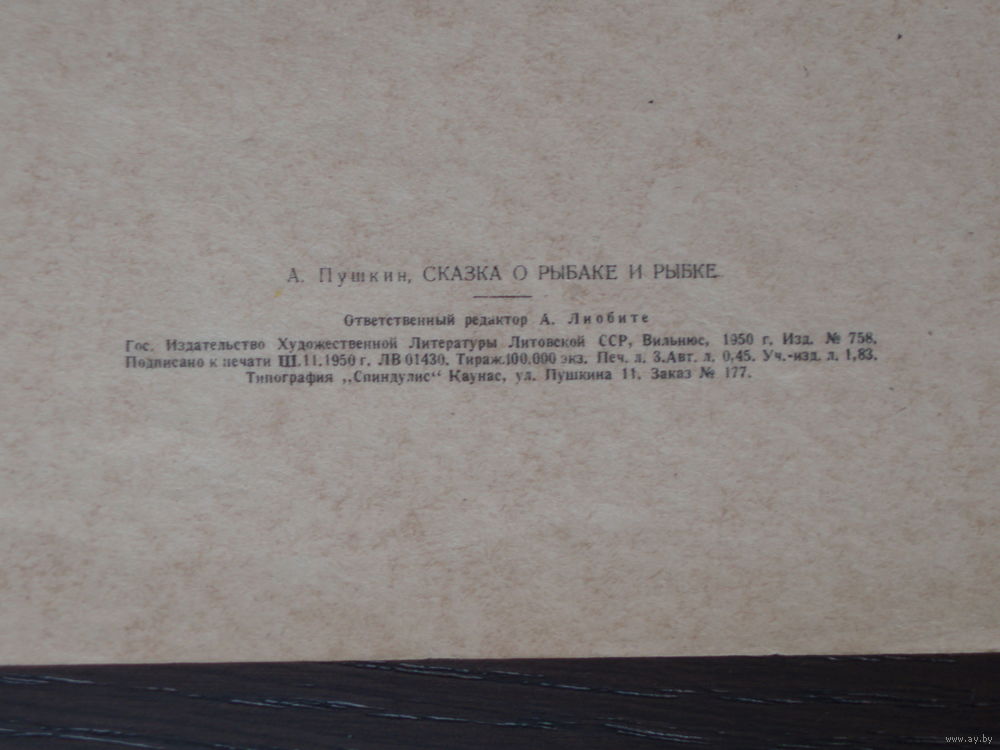 А. Пушкин, СКАЗКА О РЫБАКЕ И РЫБКЕ
Ответственный редактор А. Лиобите
Гос. Издательство Художественной Литературы Литовской ССР, Вильнюс, 1950 г. Изд. № 758.
Подписано к печати Ш.11.1950 г. ЛВ 01430. Тираж.100.000 экз. Печ. л. 3.Авт. л. 0,45. Уч.-изд. л. 1,83.
Типография „Спиндулис“ Каунас, ул. Пушкина 11. Заказ № 177.
www.ay.by